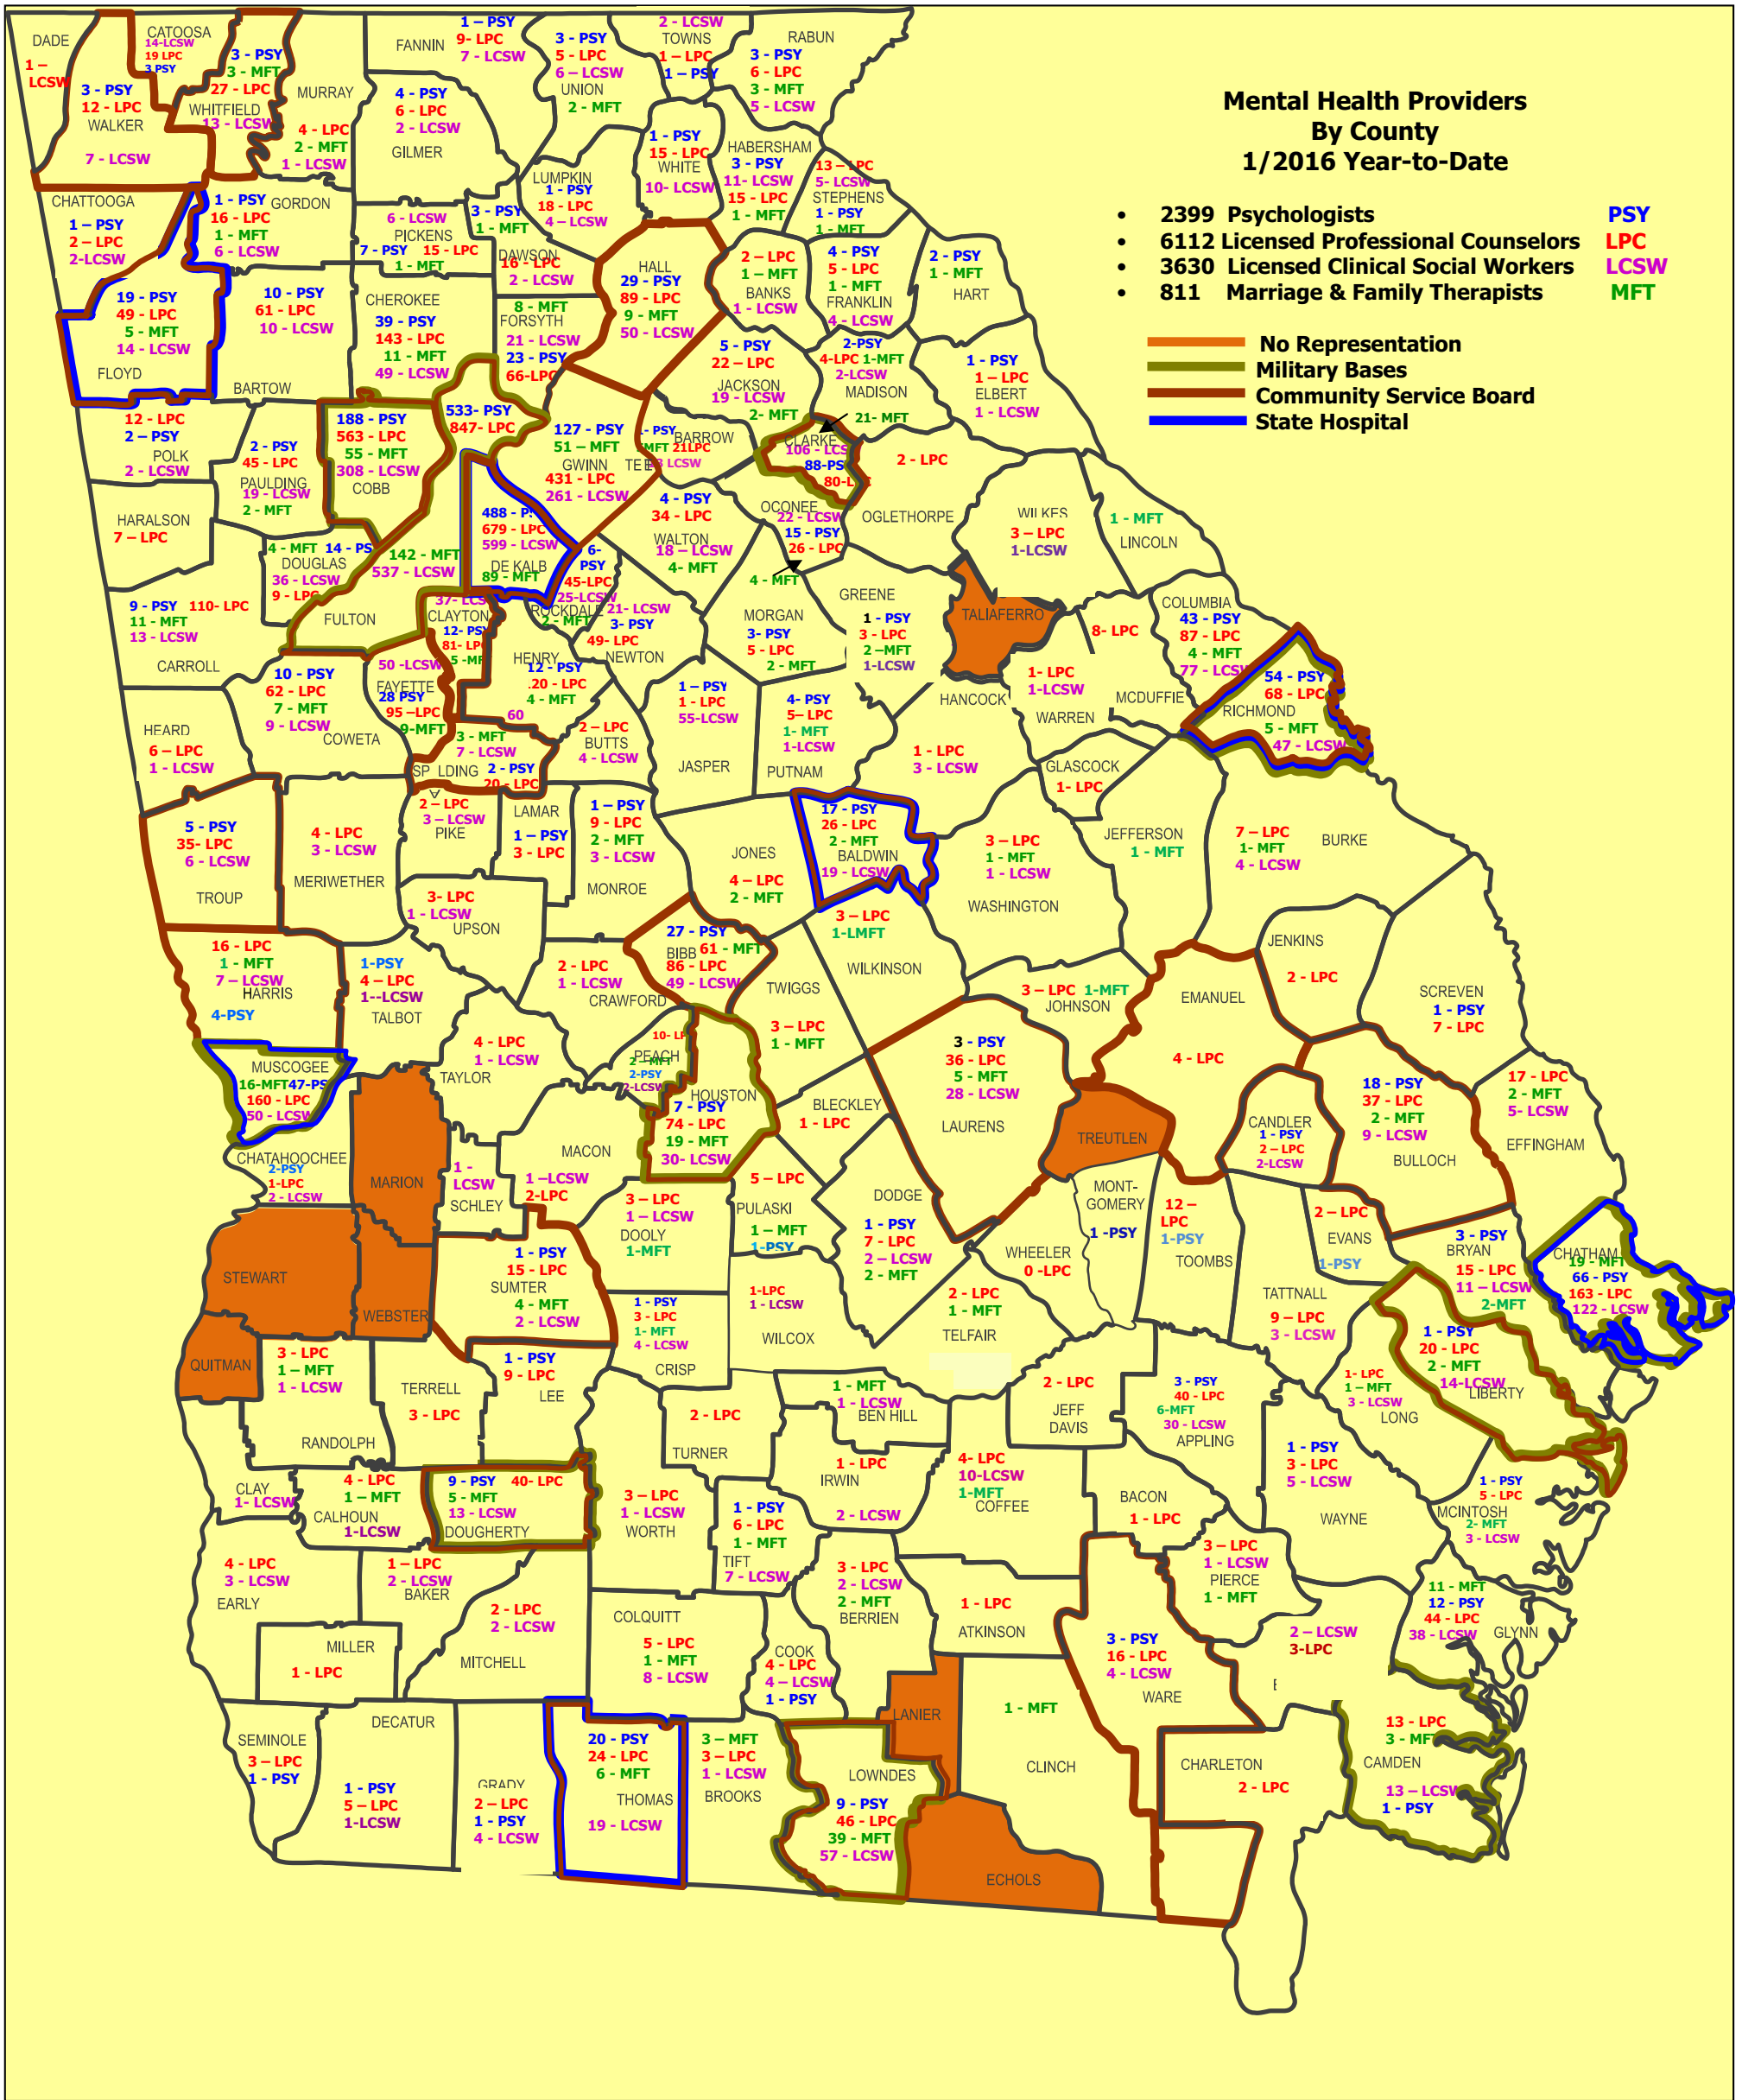 Mental Health Providers
By County
1/2016 Year-to-Date
• 2399 Psychologists PSY
• 6112 Licensed Professional Counselors LPC
• 3630 Licensed Clinical Social Workers LCSW
• 811 Marriage & Family Therapists MFT
No Representation
Military Bases
Community Service Board
State Hospital
DADE
1 –
LCSW
CATOOSA
14-LCSW
19 LPC
3 PSY
3 - PSY
12 - LPC
WALKER
7 - LCSW
3 - PSY
3 - MFT
27 - LPC
WHITFIELD
13 - LCSW
MURRAY
4 - LPC
2 - MFT
1 - LCSW
1 – PSY
9- LPC
FANNIN
7 - LCSW
4 - PSY
6 - LPC
2 - LCSW
GILMER
3 - PSY
5 - LPC
6 – LCSW
UNION
2 - MFT
2 - LCSW
TOWNS
1 – LPC
1 – PSY
RABUN
3 - PSY
6 - LPC
3 - MFT
5 - LCSW
1 - PSY
15 - LPC
WHITE
10- LCSW
HABERSHAM
3 - PSY
11- LCSW
15 - LPC
1 - MFT
13 – LPC
5- LCSW
STEPHENS
1 - PSY
1 - MFT
LUMPKIN
1 - PSY
18 - LPC
4 – LCSW
CHATTOOGA
1 – PSY
2 – LPC
2-LCSW
1 - PSY
GORDON
16 - LPC
1 - MFT
6 - LCSW
6 - LCSW
PICKENS
7 - PSY 15 - LPC
1 - MFT
3 - PSY
1 - MFT
DAWSON
16 - LPC
2 - LCSW
HALL
29 - PSY
89 - LPC
9 - MFT
50 - LCSW
2 – LPC
1 – MFT
BANKS
1 - LCSW
4 - PSY
5 - LPC
1 - MFT
FRANKLIN
4 - LCSW
2 - PSY
1 - MFT
HART
19 - PSY
49 - LPC
5 - MFT
14 - LCSW
FLOYD
10 - PSY
61 - LPC
10 - LCSW
BARTOW
CHEROKEE
39 - PSY
143 - LPC
11 - MFT
49 - LCSW
8 - MFT
FORSYTH
21 - LCSW
23 - PSY
66-LPC
5 - PSY
22 – LPC
JACKSON
19 - LCSW
2- MFT
2-PSY
4-LPC 1-MFT
2-LCSW
MADISON
1 - PSY
1 – LPC
ELBERT
1 - LCSW
12 - LPC
2 – PSY
POLK
2 - LCSW
2 - PSY
45 - LPC
PAULDING
19 - LCSW
2 - MFT
188 - PSY
563 - LPC
55 - MFT
308 - LCSW
COBB
533- PSY
847- LPC
127 - PSY
51 – MFT
GWINN
431 - LPC
261 - LCSW
BARROW
21LPC
21- MFT
CLARKE
88-PSY
2 - LPC
OGLETHORPE
HARALSON
7 – LPC
4 - MFT 14 - PS
DOUGLAS
36 - LCSW
9 - LPC
142 - MFT
537 - LCSW
FULTON
679 - LPC
599 - LCSW
DE KALB
89 - MFT
4 - PSY
34 - LPC
WALTON
18 – LCSW
4- MFT
OCONEE
22 - LCSW
15 - PSY
26 - LPC
4 - MFT
WILKES
3 – LPC
1-LCSW
1 - MFT
LINCOLN
9 - PSY 110- LPC
11 - MFT
13 - LCSW
CARROLL
CLAYTON
12- PSY
81- LPC
5 -MFT
6-
PSY
45-LPC
25-LCSW
ROCKDALE
2 - MFT
21- LCSW
3- PSY
49- LPC
NEWTON
MORGAN
3- PSY
5 - LPC
2 - MFT
GREENE
1 - PSY
3 - LPC
2 –MFT
1-LCSW
TALIAFERRO
8- LPC
COLUMBIA
43 - PSY
87 - LPC
4 - MFT
77 - LCSW
54 - PSY
68 - LPC
RICHMOND
5 - MFT
47 - LCSW
10 - PSY
62 - LPC
7 - MFT
9 - LCSW
COWETA
50 -LCSW
FAYETTE
28 PSY
95 –LPC
9-MFT
HENRY
12 - PSY
4 - MFT
60
1 – PSY
1 - LPC
55-LCSW
JASPER
4- PSY
5– LPC
1- MFT
1-LCSW
PUTNAM
HANCOCK
1 - LPC
3 - LCSW
1- LPC
1-LCSW
WARREN
MCDUFFIE
HEARD
6 – LPC
1 - LCSW
3 - MFT
7 - LCSW
SP LDING
2 - PSY
20 - LPC
2 – LPC
BUTTS
4 - LCSW
GLASCOCK
1- LPC
5 - PSY
35- LPC
6 - LCSW
TROUP
4 - LPC
3 - LCSW
MERIWETHER
2 – LPC
3 – LCSW
PIKE
LAMAR
1 – PSY
3 - LPC
1 – PSY
9 - LPC
2 - MFT
3 - LCSW
MONROE
JONES
4 – LPC
2 - MFT
17 - PSY
26 - LPC
2 - MFT
BALDWIN
19 - LCSW
3 – LPC
1 - MFT
1 - LCSW
WASHINGTON
JEFFERSON
1 - MFT
7 – LPC
1- MFT
4 - LCSW
BURKE
3- LPC
1 - LCSW
UPSON
16 - LPC
1 - MFT
7 – LCSW
HARRIS
4-PSY
1-PSY
4 – LPC
1--LCSW
TALBOT
2 - LPC
1 - LCSW
CRAWFORD
27 - PSY
BIBB 61 - MFT
86 - LPC
49 - LCSW
TWIGGS
3 – LPC
1 - MFT
3 – LPC
1-LMFT
WILKINSON
3 – LPC 1-MFT
JOHNSON
EMANUEL
4 - LPC
JENKINS
2 - LPC
SCREVEN
1 - PSY
7 - LPC
MUSCOGEE
16-MFT47-PS
160 - LPC
50 - LCSW
4 - LPC
1 - LCSW
TAYLOR
PEACH
2-PSY
2-LCSW
HOUSTON
7 - PSY
74 - LPC
19 - MFT
30- LCSW
BLECKLEY
1 - LPC
3 - PSY
36 - LPC
5 - MFT
28 - LCSW
LAURENS
TREUTLEN
CANDLER
1 - PSY
2 – LPC
2-LCSW
18 - PSY
37 - LPC
2 - MFT
9 - LCSW
BULLOCH
17 - LPC
2 - MFT
5- LCSW
EFFINGHAM
CHATAHOOCHEE
2-PSY
1-LPC
2 - LCSW
MARION
1 -
LCSW
SCHLEY
MACON
1 –LCSW
2-LPC
3 – LPC
1 – LCSW
DOOLY
1-MFT
5 – LPC
PULASKI
1 – MFT
1-PSY
DODGE
1 - PSY
7 - LPC
2 – LCSW
2 - MFT
MONT-
GOMERY
1 -PSY
WHEELER
0 -LPC
12 –
LPC
1-PSY
TOOMBS
2 – LPC
EVANS
1-PSY
3 - PSY
BRYAN
15 - LPC
11 – LCSW
2-MFT
CHATHAM
19 - MFT
66 - PSY
163 - LPC
122 - LCSW
STEWART
WEBSTER
1 - PSY
15 - LPC
SUMTER
4 - MFT
2 - LCSW
1 - PSY
3 - LPC
1- MFT
4 - LCSW
CRISP
1-LPC
1 - LCSW
WILCOX
2 - LPC
1 - MFT
TELFAIR
TATTNALL
9 – LPC
3 - LCSW
1 - PSY
20 - LPC
2 - MFT
14-LCSW
LIBERTY
QUITMAN
3 - LPC
1 – MFT
1 - LCSW
RANDOLPH
TERRELL
3 - LPC
1 - PSY
9 - LPC
LEE
2 - LPC
TURNER
1 - MFT
1 - LCSW
BEN HILL
2 - LPC
JEFF
DAVIS
3 - PSY
40 - LPC
6-MFT
30 - LCSW
APPLING
1- LPC
1 – MFT
3 - LCSW
LONG
CLAY
1- LCSW
4 - LPC
1 – MFT
CALHOUN
1-LCSW
9 - PSY 40- LPC
5 - MFT
13 - LCSW
DOUGHERTY
3 – LPC
1 - LCSW
WORTH
1 - PSY
6 - LPC
1 - MFT
TIFT
7 - LCSW
1 - LPC
IRWIN
2 - LCSW
4- LPC
10-LCSW
1-MFT
COFFEE
BACON
1 - LPC
1 - PSY
3 - LPC
5 - LCSW
WAYNE
1 - PSY
5 - LPC
MCINTOSH
2- MFT
3 - LCSW
4 - LPC
3 - LCSW
EARLY
1 – LPC
2 - LCSW
BAKER
2 - LPC
2 - LCSW
MITCHELL
COLQUITT
5 - LPC
1 - MFT
8 - LCSW
3 - LPC
2 - LCSW
2 - MFT
BERRIEN
1 - LPC
ATKINSON
3 – LPC
1 - LCSW
PIERCE
1 - MFT
11 - MFT
12 - PSY
44 - LPC
38 - LCSW
GLYNN
MILLER
1 - LPC
COOK
4 - LPC
4 – LCSW
1 - PSY
3 - PSY
16 - LPC
4 - LCSW
WARE
2 – LCSW
3-LPC
SEMINOLE
3 – LPC
1 - PSY
DECATUR
1 - PSY
5 – LPC
1-LCSW
GRADY
2 – LPC
1 - PSY
4 - LCSW
20 - PSY
24 - LPC
6 - MFT
THOMAS
19 - LCSW
3 – MFT
3 – LPC
1 - LCSW
BROOKS
LOWNDES
9 - PSY
46 - LPC
39 - MFT
57 - LCSW
LANIER
1 - MFT
CLINCH
ECHOLS
CHARLETON
2 - LPC
13 - LPC
3 - MFT
CAMDEN
13 – LCSW
1 - PSY